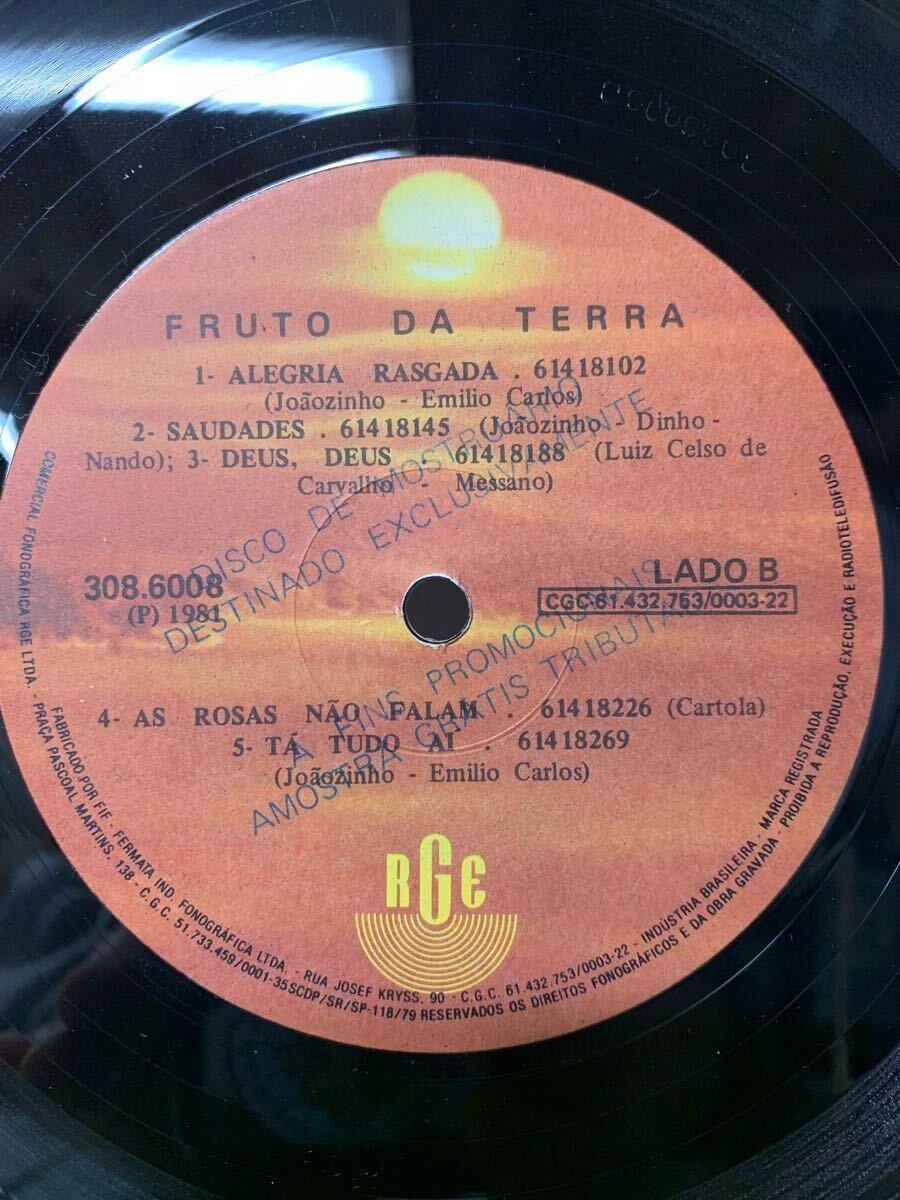 FRUTO DA TERRA
1- ALEGRIA RASGADA . 61418102
(Joãozinho - Emilio Carlos)
2- SAUDADES . 61418145 (Joãozinho - Dinho -
Nando); 3- DEUS, DEUS 61418188 (Luiz Celso de
Carvalho - Messano)
308.6008
(P) 1981
LADO B
CGC-61.432.753/0003-22
4- AS ROSAS NÃO FALAM . 61418226 (Cartola)
5- TÁ TUDO AÍ . 61418269
(Joãozinho - Emilio Carlos)
DISCO DE MOSTRUÁRIO
DESTINADO EXCLUSIVAMENTE
A FINS PROMOCIONAIS
AMOSTRA GRATIS TRIBUTADA
RGE
COMERCIAL FONOGRÁFICA RGE LTDA. - PRAÇA PASCOAL MARTINS, 138 - C.G.C. 51.733.459/0001-35 SCDP/SR/SP-118/79 RESERVADOS OS DIREITOS FONOGRÁFICOS E DA OBRA GRAVADA - PROIBIDA A REPRODUÇÃO, EXECUÇÃO E RADIOTELEDIFUSÃO
FABRICADO POR FIF - FERMATA IND. FONOGRÁFICA LTDA. - RUA JOSEF KRYSS, 90 - C.G.C. 61.432.753/0003-22 - INDÚSTRIA BRASILEIRA - MARCA REGISTRADA